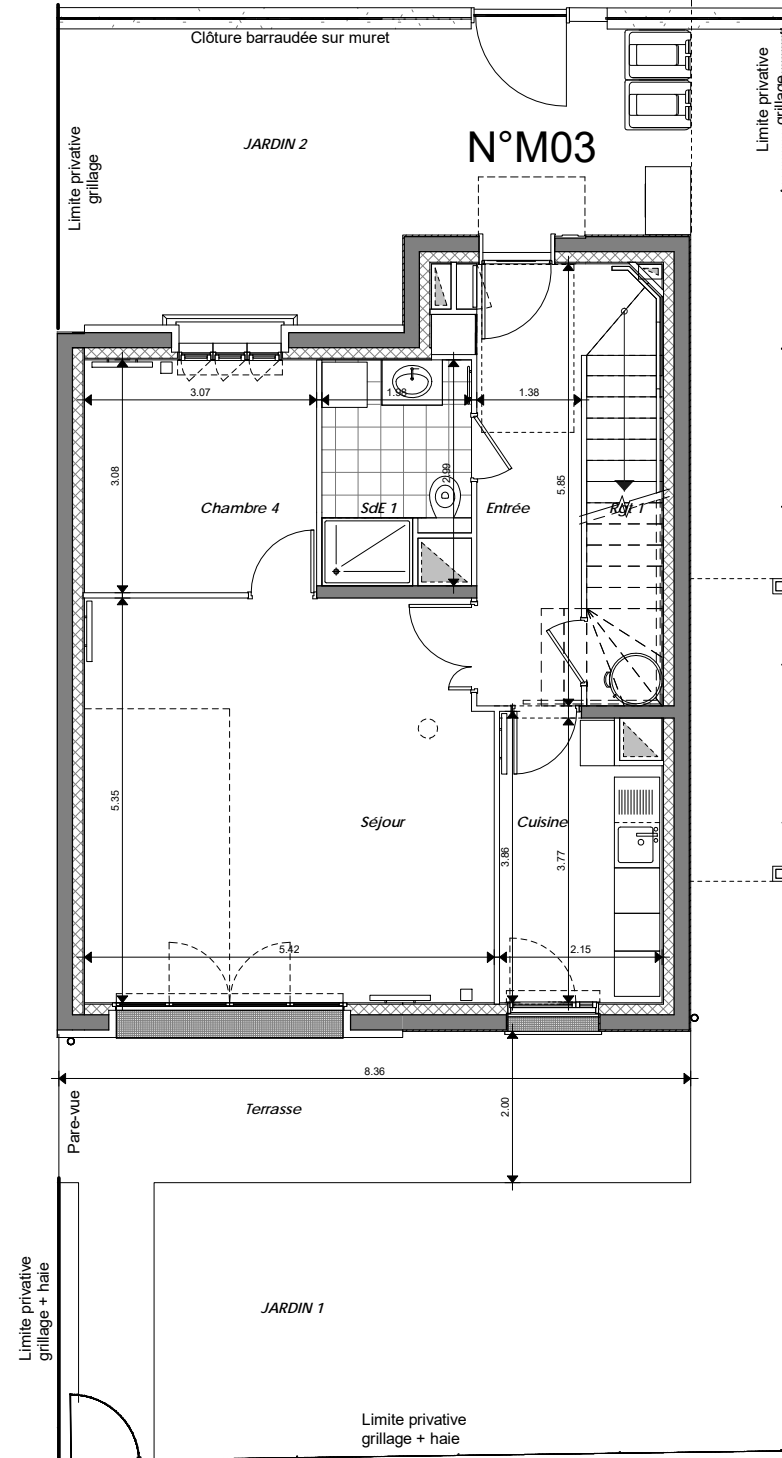 Clôture barraudée sur muret
Limite privative
grillage
Limite privative
grillage
JARDIN 2
N°M03
3.07
1.98
1.38
3.08
2.99
5.85
Chambre 4
SdE 1
Entrée
Rgt 1
5.35
Séjour
Cuisine
3.86
3.77
5.42
2.15
8.36
Terrasse
2.00
Pare-vue
Limite privative
grillage + haie
JARDIN 1
Limite privative
grillage + haie